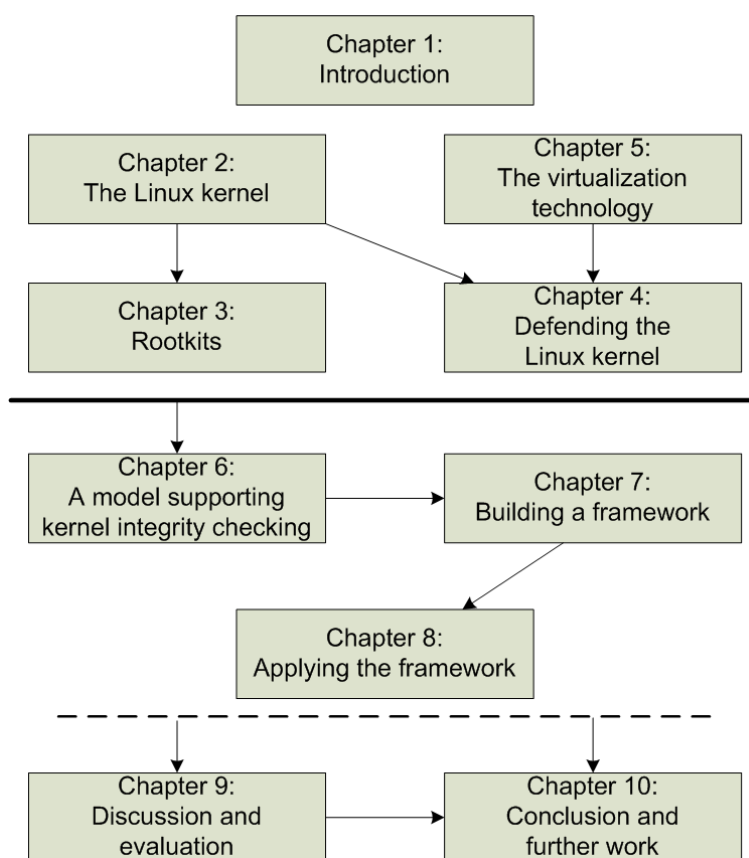 Chapter 1:
Introduction
Chapter 2:
The Linux kernel
Chapter 5:
The virtualization
technology
Chapter 3:
Rootkits
Chapter 4:
Defending the
Linux kernel
Chapter 6:
A model supporting
kernel integrity checking
Chapter 7:
Building a framework
Chapter 8:
Applying the framework
Chapter 9:
Discussion and
evaluation
Chapter 10:
Conclusion and
further work